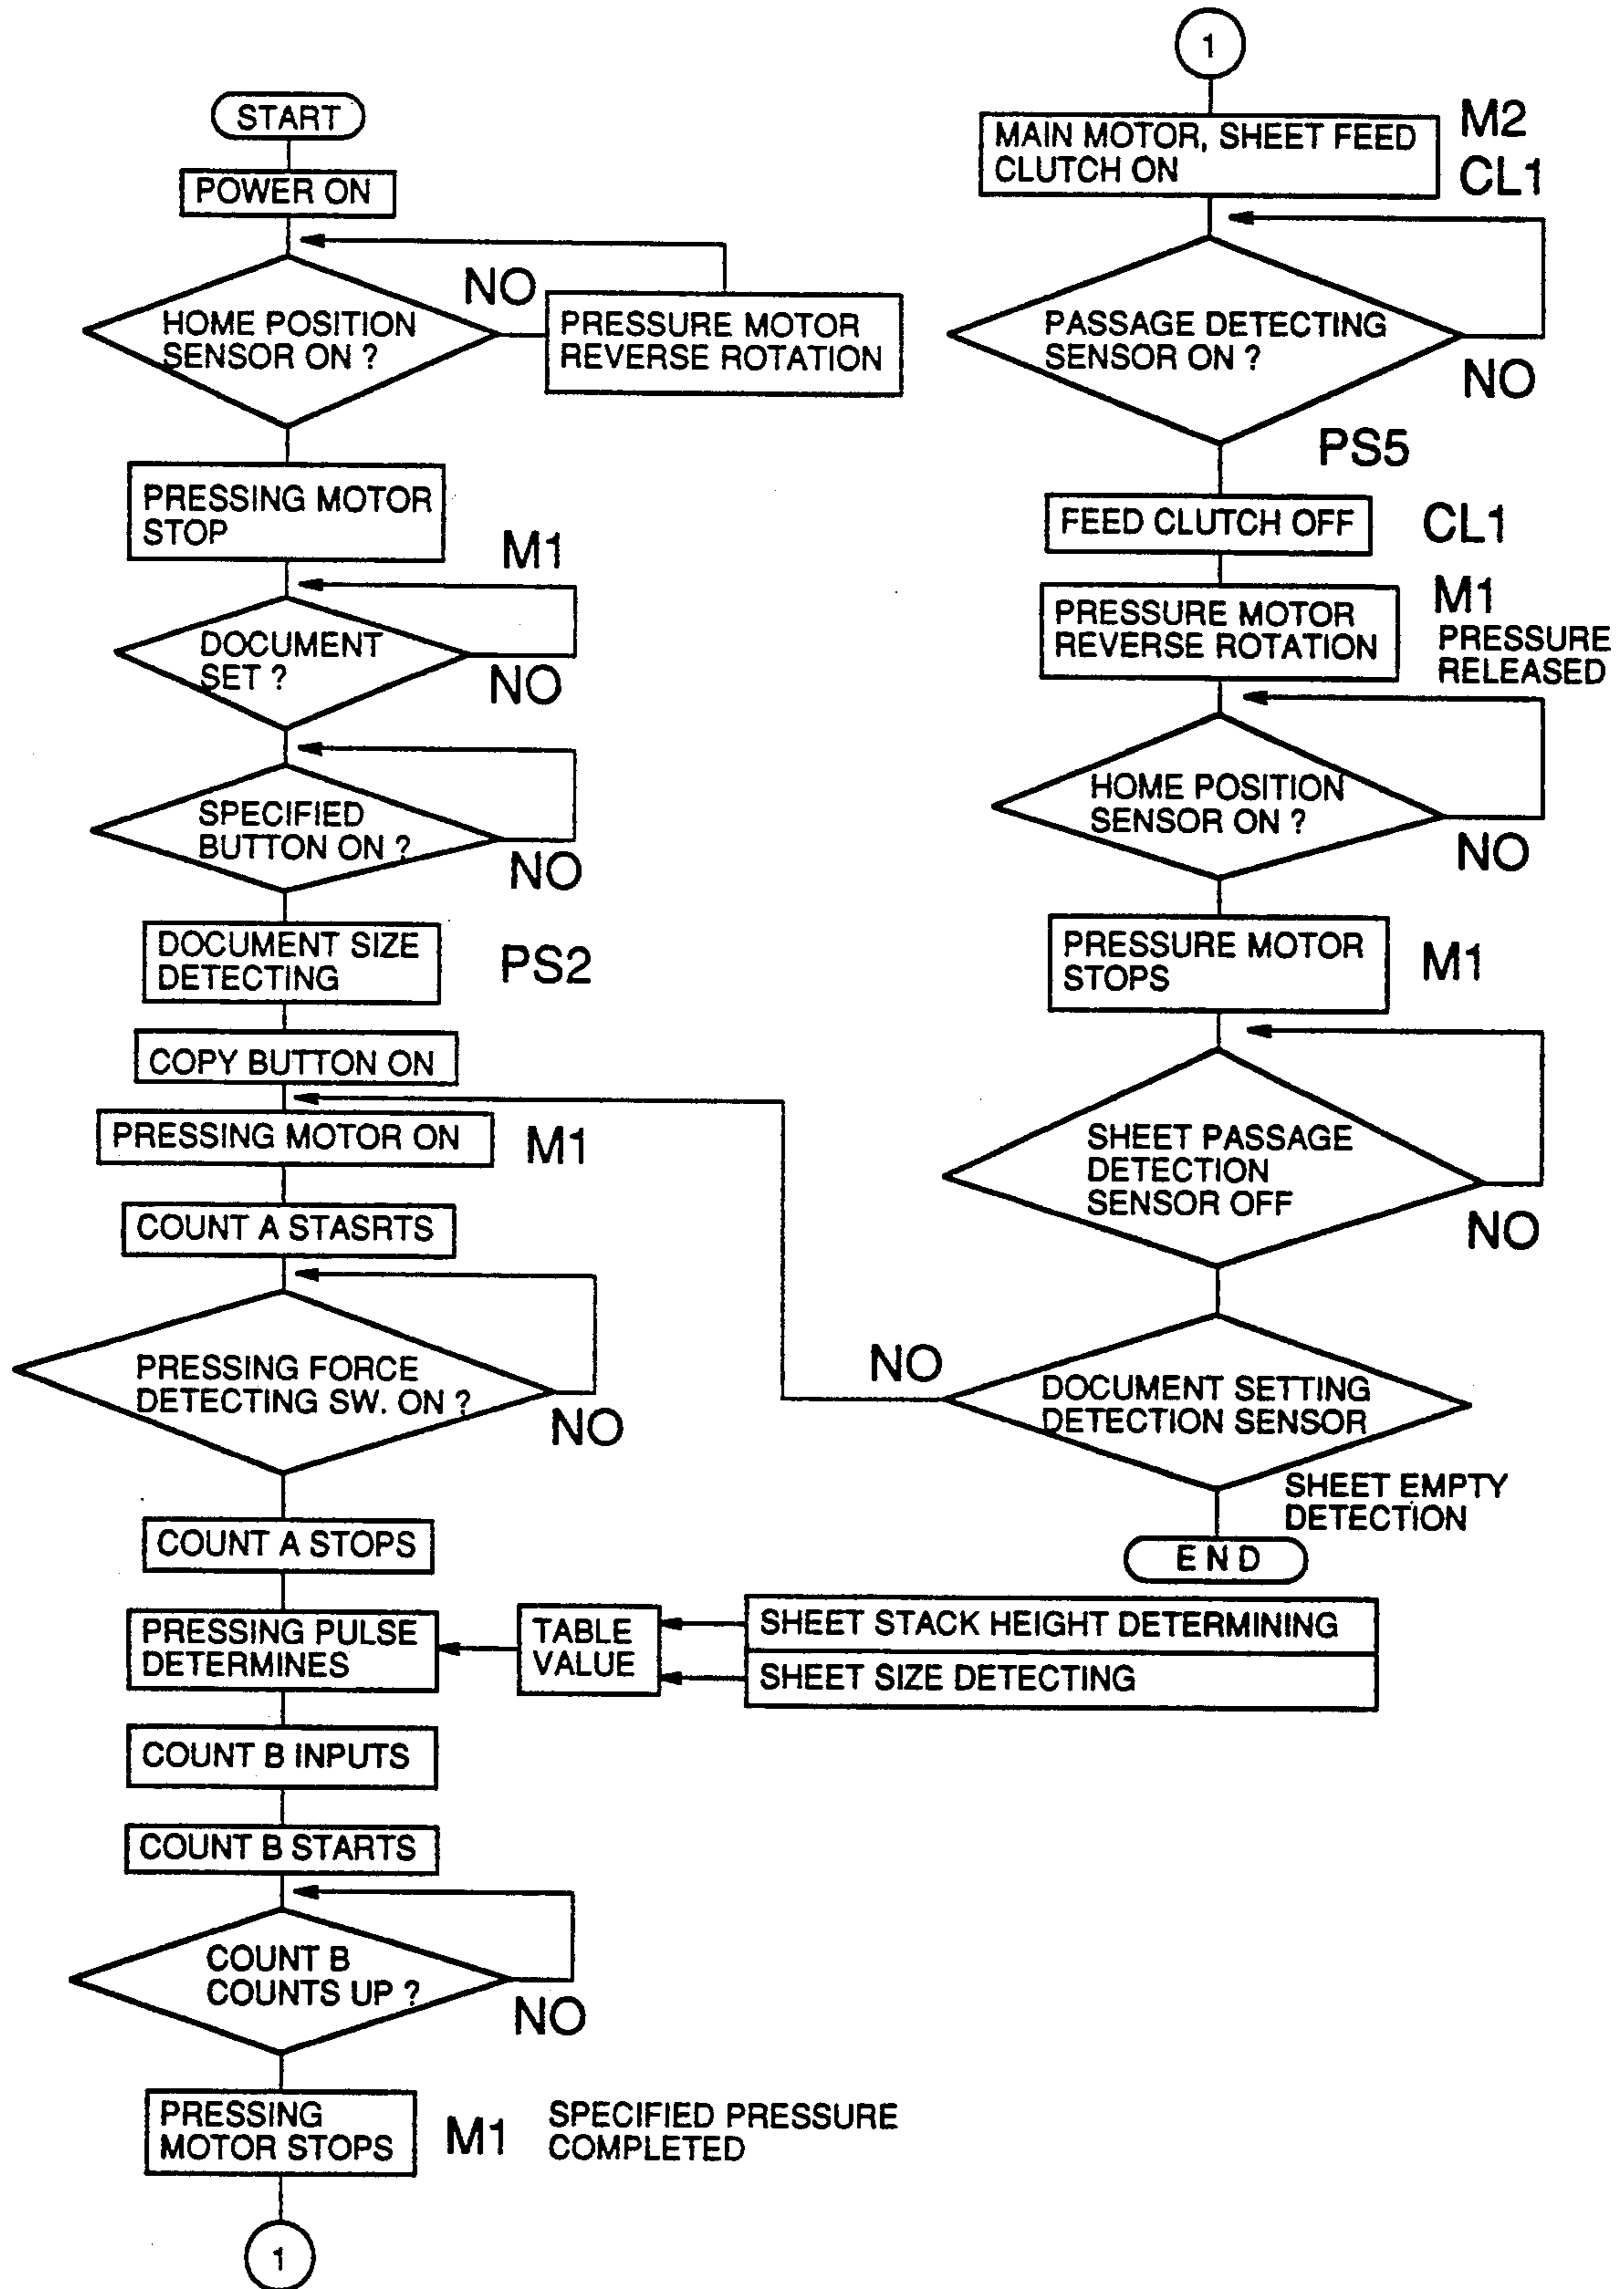 START
POWER ON
HOME POSITION
SENSOR ON ?
NO
PRESSURE MOTOR
REVERSE ROTATION
PRESSING MOTOR
STOP
M1
DOCUMENT
SET ?
NO
SPECIFIED
BUTTON ON ?
NO
DOCUMENT SIZE
DETECTING
PS2
COPY BUTTON ON
PRESSING MOTOR ON
M1
COUNT A STASRTS
PRESSING FORCE
DETECTING SW. ON ?
NO
COUNT A STOPS
PRESSING PULSE
DETERMINES
TABLE
VALUE
SHEET STACK HEIGHT DETERMINING
SHEET SIZE DETECTING
COUNT B INPUTS
COUNT B STARTS
COUNT B
COUNTS UP ?
NO
PRESSING
MOTOR STOPS
M1
SPECIFIED PRESSURE
COMPLETED
1
1
MAIN MOTOR, SHEET FEED
CLUTCH ON
M2
CL1
PASSAGE DETECTING
SENSOR ON ?
NO
PS5
FEED CLUTCH OFF
CL1
PRESSURE MOTOR
REVERSE ROTATION
M1
PRESSURE
RELEASED
HOME POSITION
SENSOR ON ?
NO
PRESSURE MOTOR
STOPS
M1
SHEET PASSAGE
DETECTION
SENSOR OFF
NO
NO
DOCUMENT SETTING
DETECTION SENSOR
SHEET EMPTY
DETECTION
END